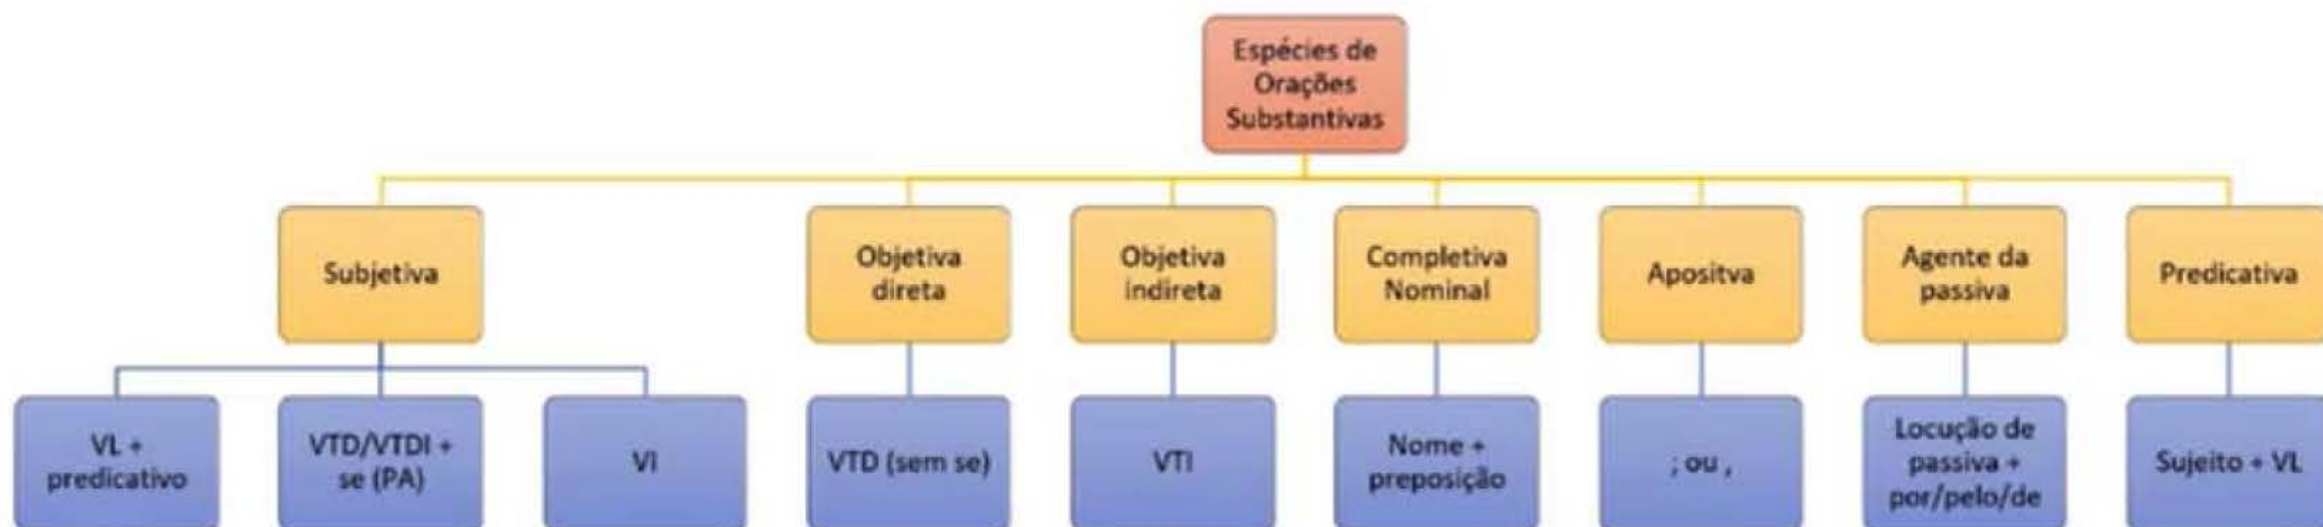 Espécies de
Orações
Substantivas
Subjetiva
Objetiva
direta
Objetiva
indireta
Completiva
Nominal
Apositva
Agente da
passiva
Predicativa
VL +
predicativo
VTD/VTDI +
se (PA)
VI
VTD (sem se)
VTI
Nome +
preposição
; ou ,
Locução de
passiva +
por/pelo/de
Sujeito + VL